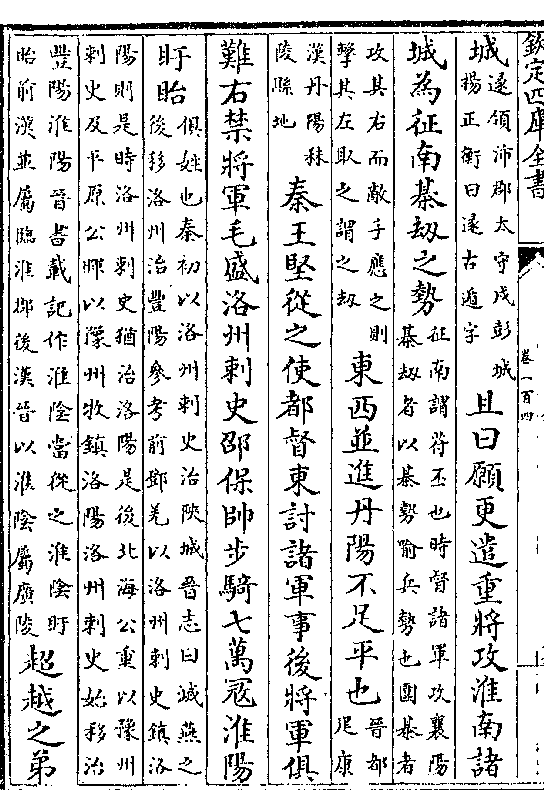 欽定四庫全書
卷一百四
城遂領沛郡太守戍彭城
揚正衡曰遂古遁字
且曰願更遣重將攻淮南諸
城為征南棊劫之勢
征南謂苻丕也時督諸軍攻襄陽
棊劫者以棊勢喻兵勢也圍棊者
攻其右而敵手應之則
擊其左取之謂之劫
東西並進丹陽不足平也
晉都
建康
漢丹陽秣
陵縣地
秦王堅從之使都督東討諸軍事後將軍俱
難右禁將軍毛盛洛州刺史邵保帥步騎七萬寇淮陽
盱眙
俱姓也秦初以洛州刺史治陜城晉志曰滅燕之
後移洛州治豐陽參考前鄧羌以洛州刺史鎮洛
陽則是時洛州刺史猶治洛陽是後北海公重以豫州
刺史及平原公暉以豫州牧鎮洛陽洛州刺史始移治
豐陽淮陽晉書載記作淮陰當從之淮陰盱
眙前漢並屬臨淮郡後漢晉以淮陰屬廣陵
超越之弟